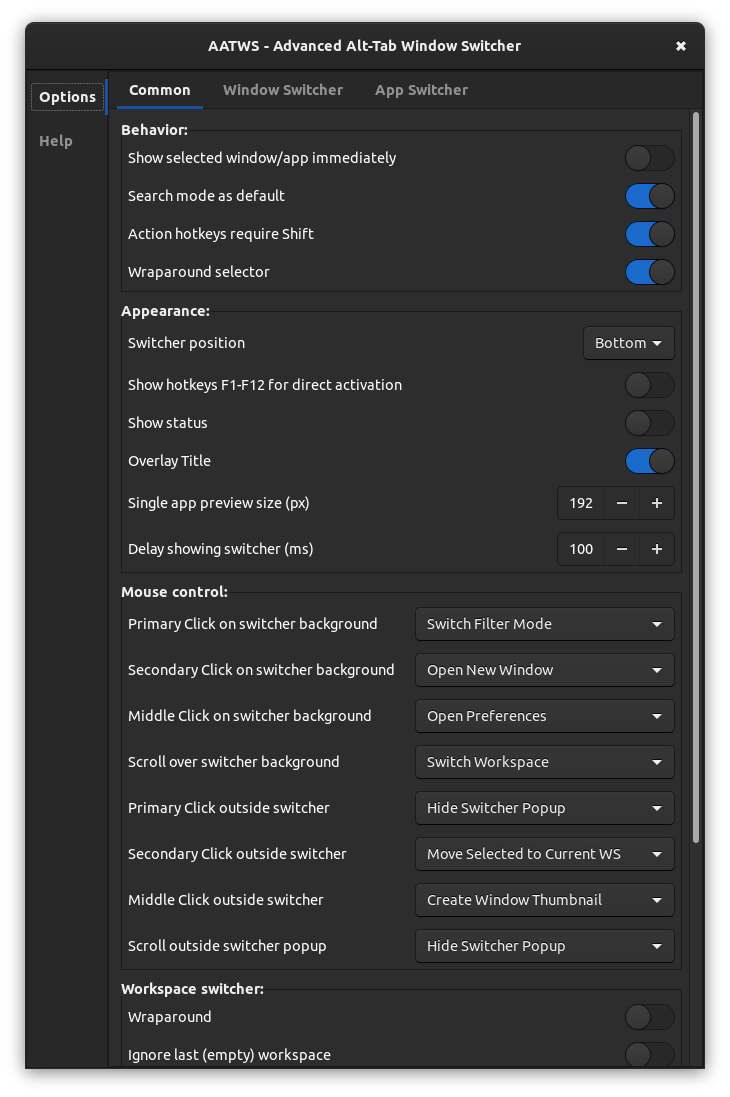 AATWS - Advanced Alt-Tab Window Switcher
Options
Help
Common Window Switcher App Switcher
Behavior:
Show selected window/app immediately
Search mode as default
Action hotkeys require Shift
Wraparound selector
Appearance:
Switcher position Bottom
Show hotkeys F1-F12 for direct activation
Show status
Overlay Title
Single app preview size (px) 192 − +
Delay showing switcher (ms) 100 − +
Mouse control:
Primary Click on switcher background Switch Filter Mode
Secondary Click on switcher background Open New Window
Middle Click on switcher background Open Preferences
Scroll over switcher background Switch Workspace
Primary Click outside switcher Hide Switcher Popup
Secondary Click outside switcher Move Selected to Current WS
Middle Click outside switcher Create Window Thumbnail
Scroll outside switcher popup Hide Switcher Popup
Workspace switcher:
Wraparound
Ignore last (empty) workspace